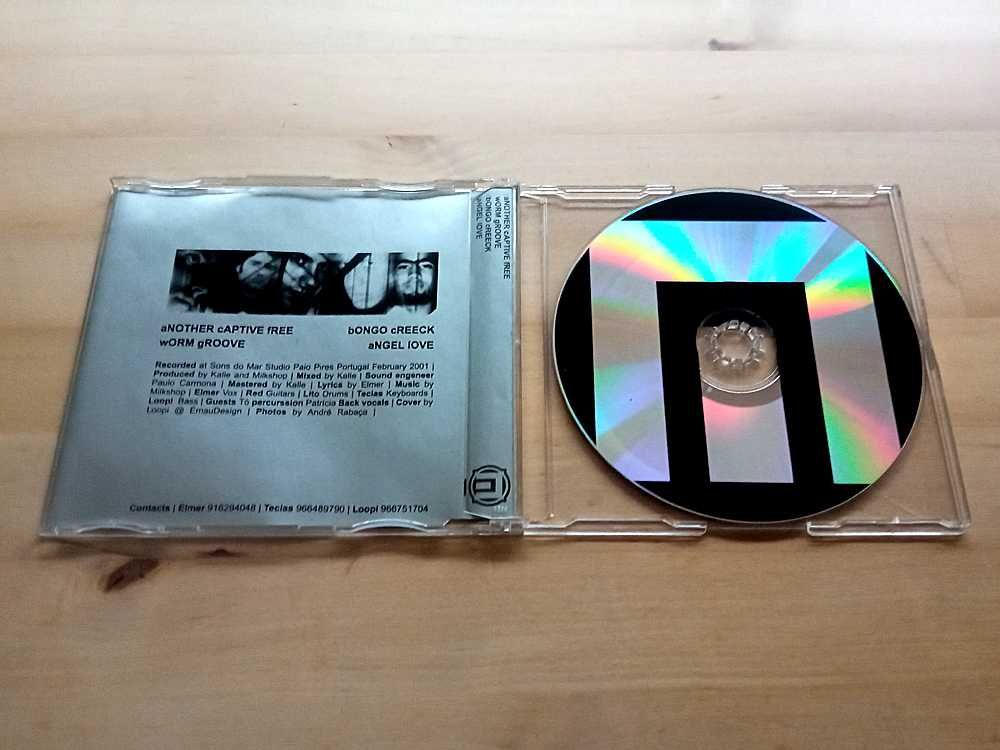 aNOTHER cAPTIVE fREE
bONGO cREECK
wORM gROOVE
aNGEL lOVE
Recorded at Sons do Mar Studio Paio Pires Portugal February 2001 |
Produced by Kalle and Milkshop | Mixed by Kalle | Sound engeneer
Paulo Carmona | Mastered by Kalle | Lyrics by Elmer | Music by
Milkshop | Elmer Vox | Red Guitars | Lito Drums | Teclas Keyboards |
Loopi Bass | Guests Tó percurssion Patrícia Back vocals | Cover by
Loopi @ ErnauDesign | Photos by André Rabaça |
Contacts | Elmer 916294048 | Teclas 966489790 | Loopi 966751704
aNOTHER cAPTIVE fREE
wORM gROOVE
bONGO cREECK
aNGEL lOVE